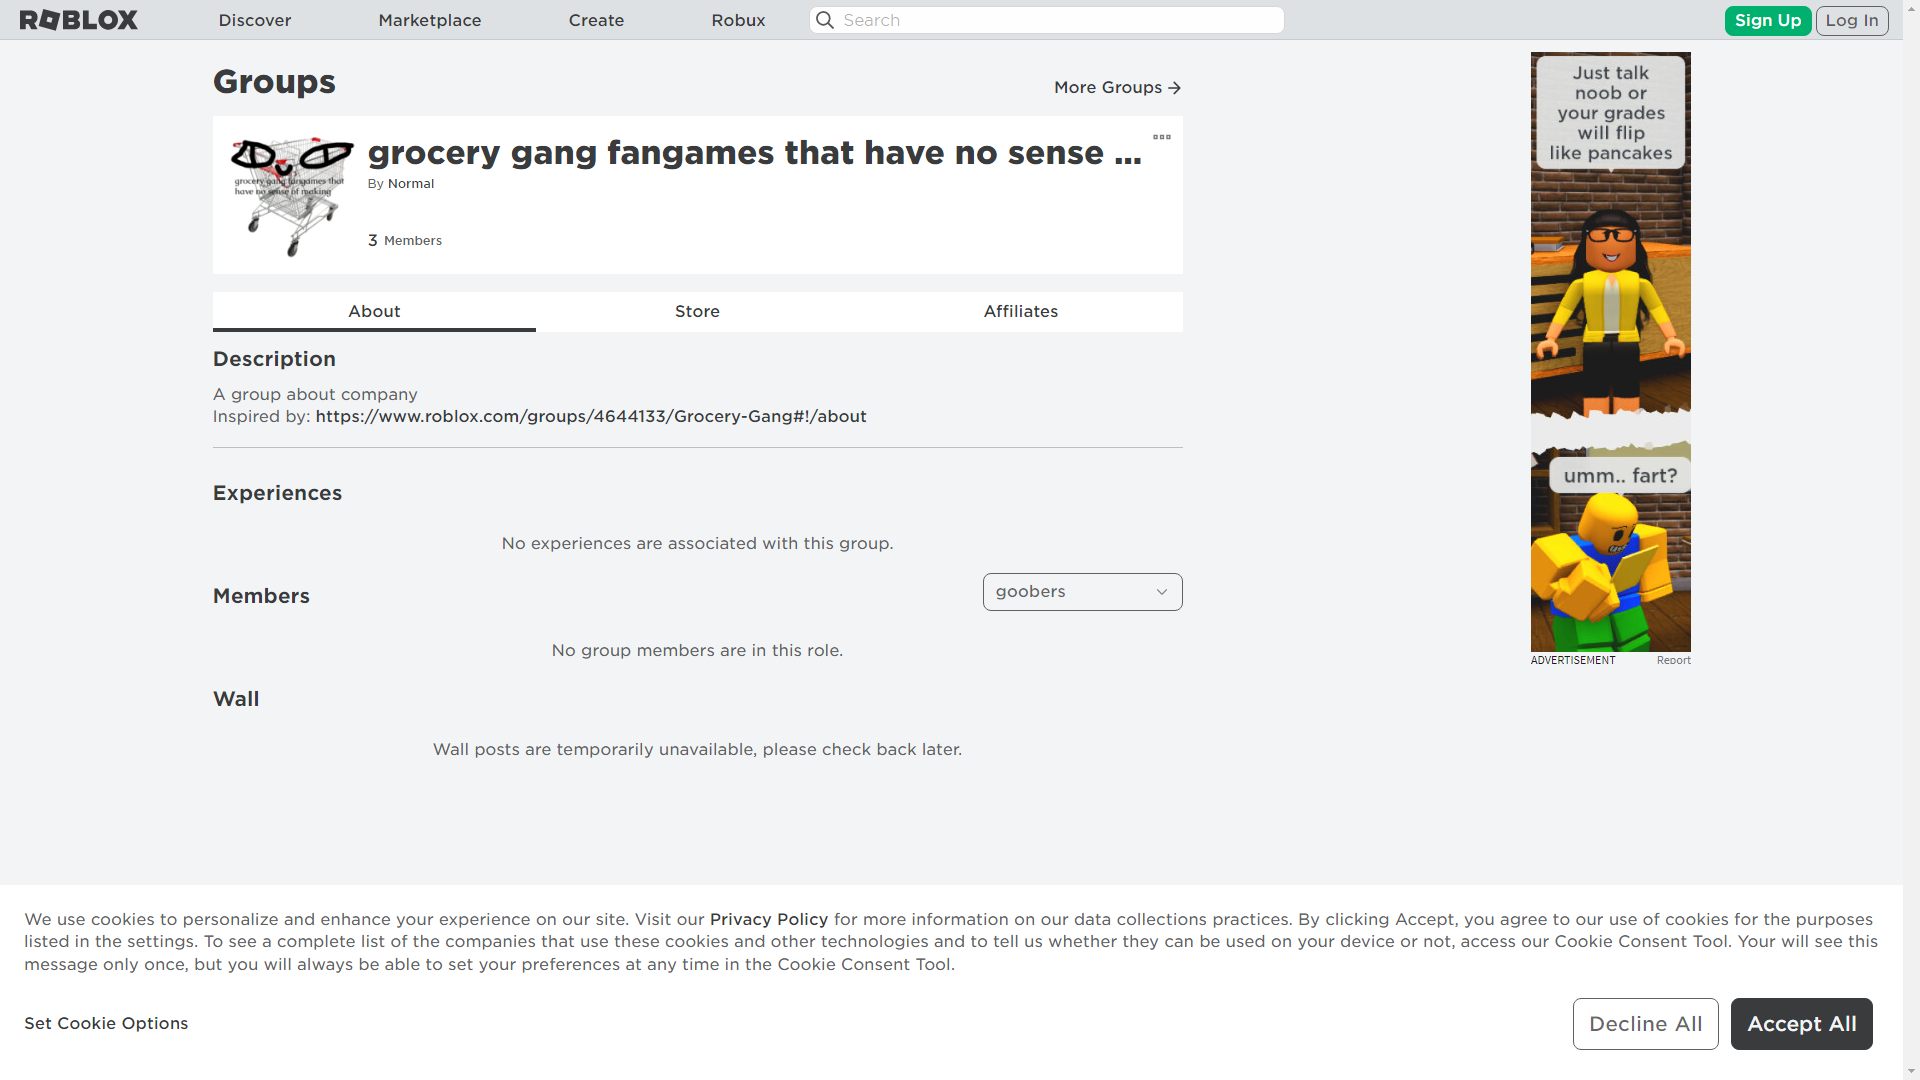 ROBLOX
Discover
Marketplace
Create
Robux
Search
Sign Up
Log In
Groups
More Groups
grocery gang fangames that have no sense ...
By Normal
3 Members
grocery gang fangames that
have no sense of making
About
Store
Affiliates
Description
A group about company
Inspired by: https://www.roblox.com/groups/4644133/Grocery-Gang#!/about
Experiences
No experiences are associated with this group.
Members
goobers
No group members are in this role.
Wall
Wall posts are temporarily unavailable, please check back later.
Just talk
noob or
your grades
will flip
like pancakes
umm.. fart?
ADVERTISEMENT
Report
We use cookies to personalize and enhance your experience on our site. Visit our Privacy Policy for more information on our data collections practices. By clicking Accept, you agree to our use of cookies for the purposes
listed in the settings. To see a complete list of the companies that use these cookies and other technologies and to tell us whether they can be used on your device or not, access our Cookie Consent Tool. Your will see this
message only once, but you will always be able to set your preferences at any time in the Cookie Consent Tool.
Set Cookie Options
Decline All
Accept All